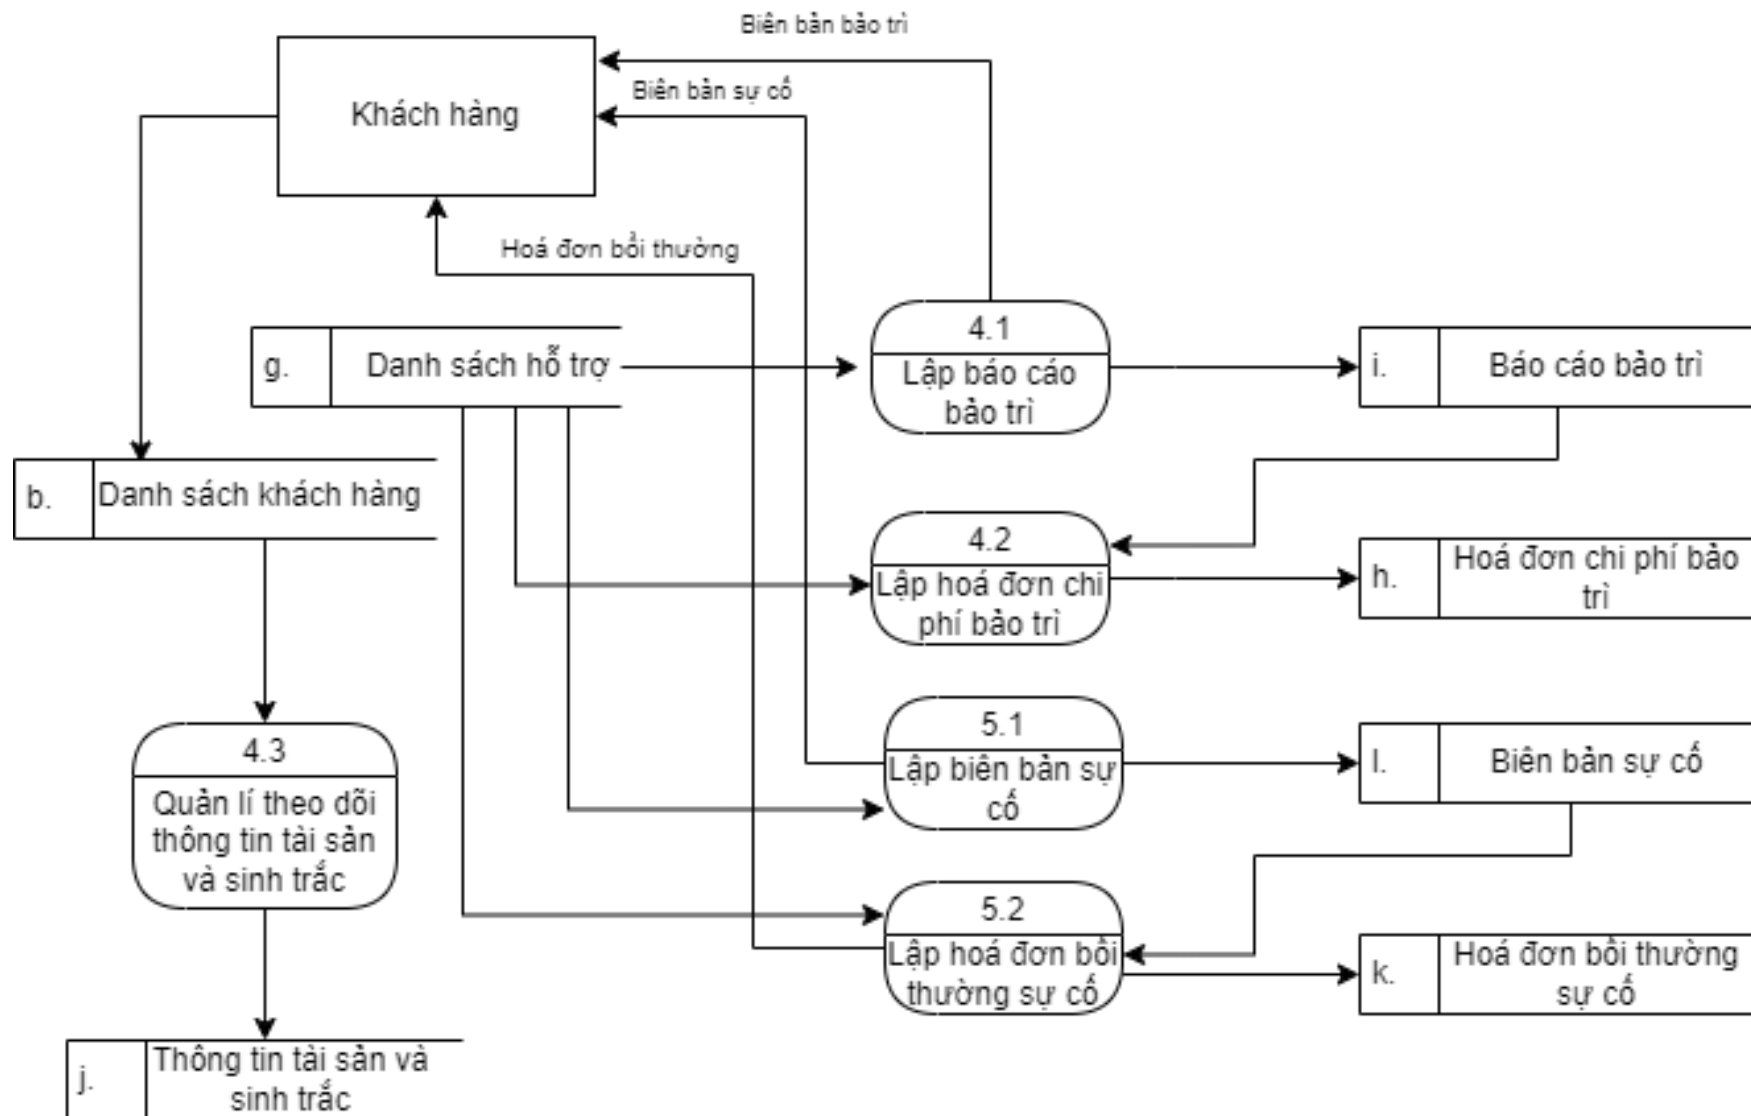 Biên bản bảo trì
Khách hàng
Biên bản sự cố
Hoá đơn bồi thường
g.
Danh sách hỗ trợ
4.1
Lập báo cáo
bảo trì
i.
Báo cáo bảo trì
b.
Danh sách khách hàng
4.2
Lập hoá đơn chi
phí bảo trì
h.
Hoá đơn chi phí bảo
trì
4.3
Quản lí theo dõi
thông tin tài sản
và sinh trắc
5.1
Lập biên bản sự
cố
l.
Biên bản sự cố
5.2
Lập hoá đơn bồi
thường sự cố
k.
Hoá đơn bồi thường
sự cố
j.
Thông tin tài sản và
sinh trắc